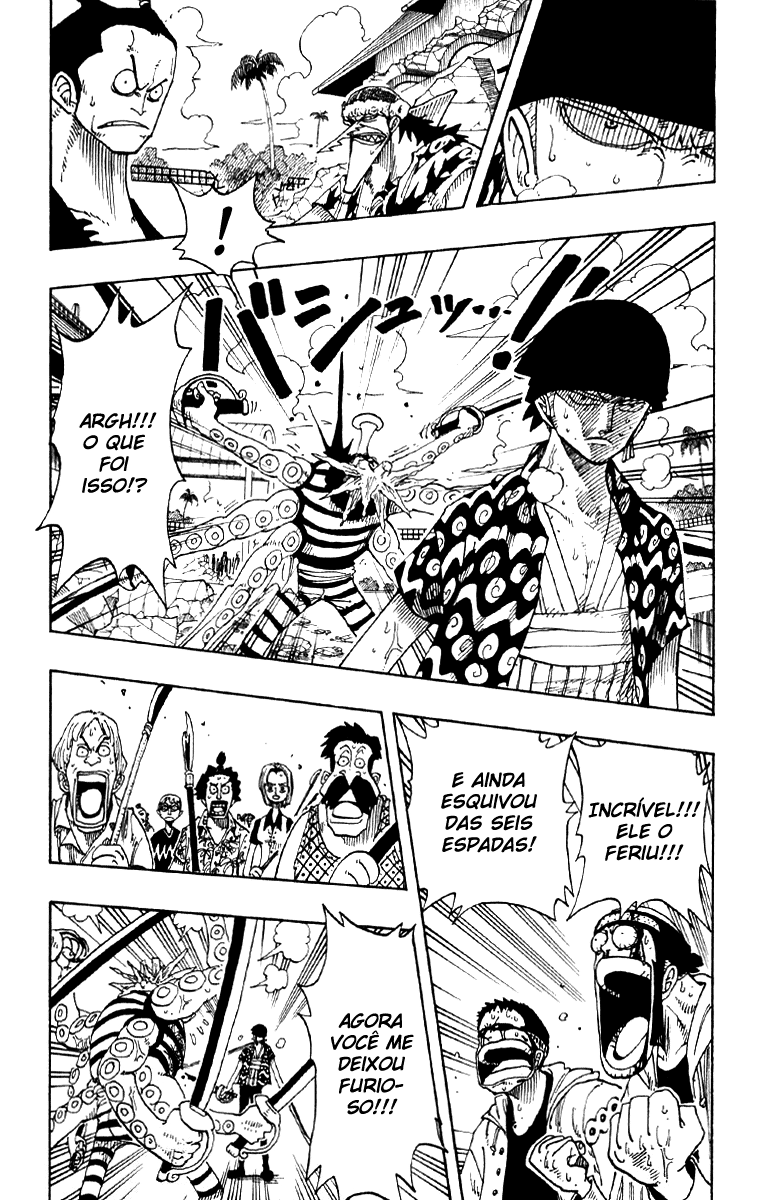 !
バシュッ…!!
ARGH!!!
O QUE
FOI
ISSO!?
INCRÍVEL!!!
ELE O
FERIU!!!
E AINDA
ESQUIVOU
DAS SEIS
ESPADAS!
AGORA
VOCÊ ME
DEIXOU
FURIO-
SO!!!